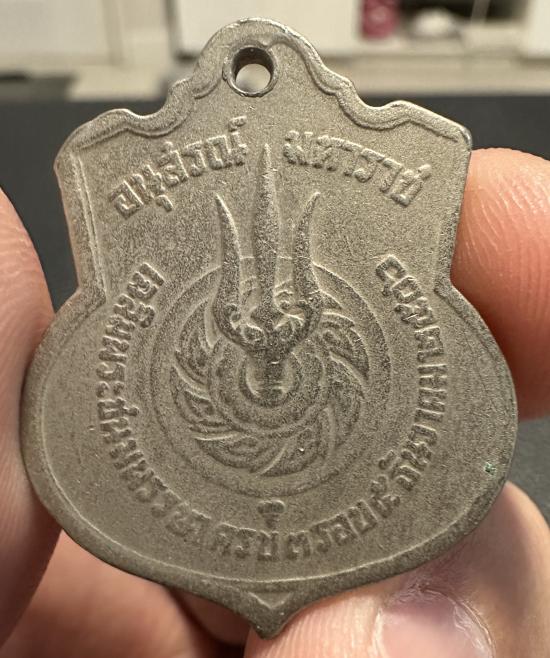 อนุสรณ์ มหาราช
เฉลิมพระชนมพรรษา ครบ ๓ รอบ ๕ ธันวาคม ๒๕๐๖